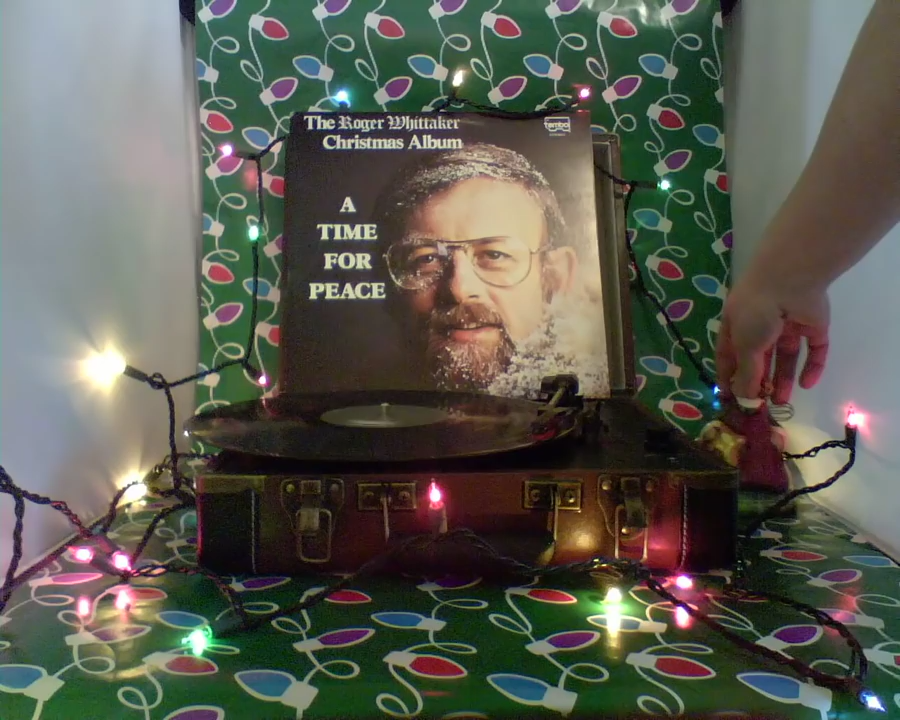 The Roger Whittaker
Christmas Album
tembo
A
TIME
FOR
PEACE